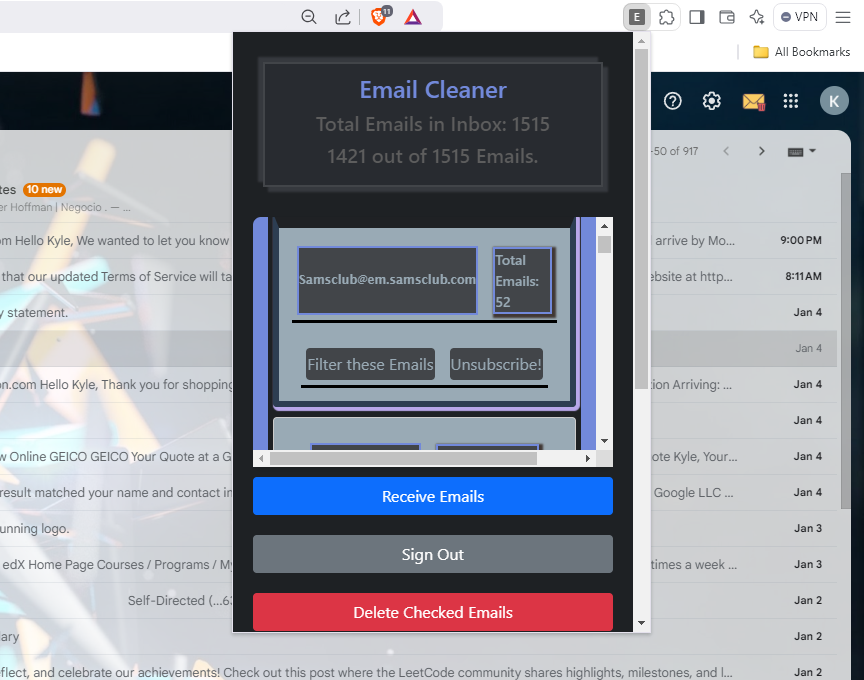 11
E
VPN
All Bookmarks
K
Email Cleaner
Total Emails in Inbox: 1515
1421 out of 1515 Emails.
-50 of 917
tes 10 new
er Hoffman | Negocio . — ...
Samsclub@em.samsclub.com
Total
Emails:
52
Filter these Emails Unsubscribe!
Receive Emails
Sign Out
Delete Checked Emails
om Hello Kyle, We wanted to let you know arrive by Mo... 9:00 PM
that our updated Terms of Service will ta ebsite at http... 8:11 AM
y statement. Jan 4
Jan 4
on.com Hello Kyle, Thank you for shopping tion Arriving: ... Jan 4
Jan 4
w Online GEICO GEICO Your Quote at a G ote Kyle, Your... Jan 4
result matched your name and contact in Google LLC ... Jan 4
unning logo. Jan 3
edX Home Page Courses / Programs / My times a week ... Jan 3
Self-Directed (...63 Jan 2
lary Jan 2
flect, and celebrate our achievements! Check out this post where the LeetCode community shares highlights, milestones, and l... Jan 2